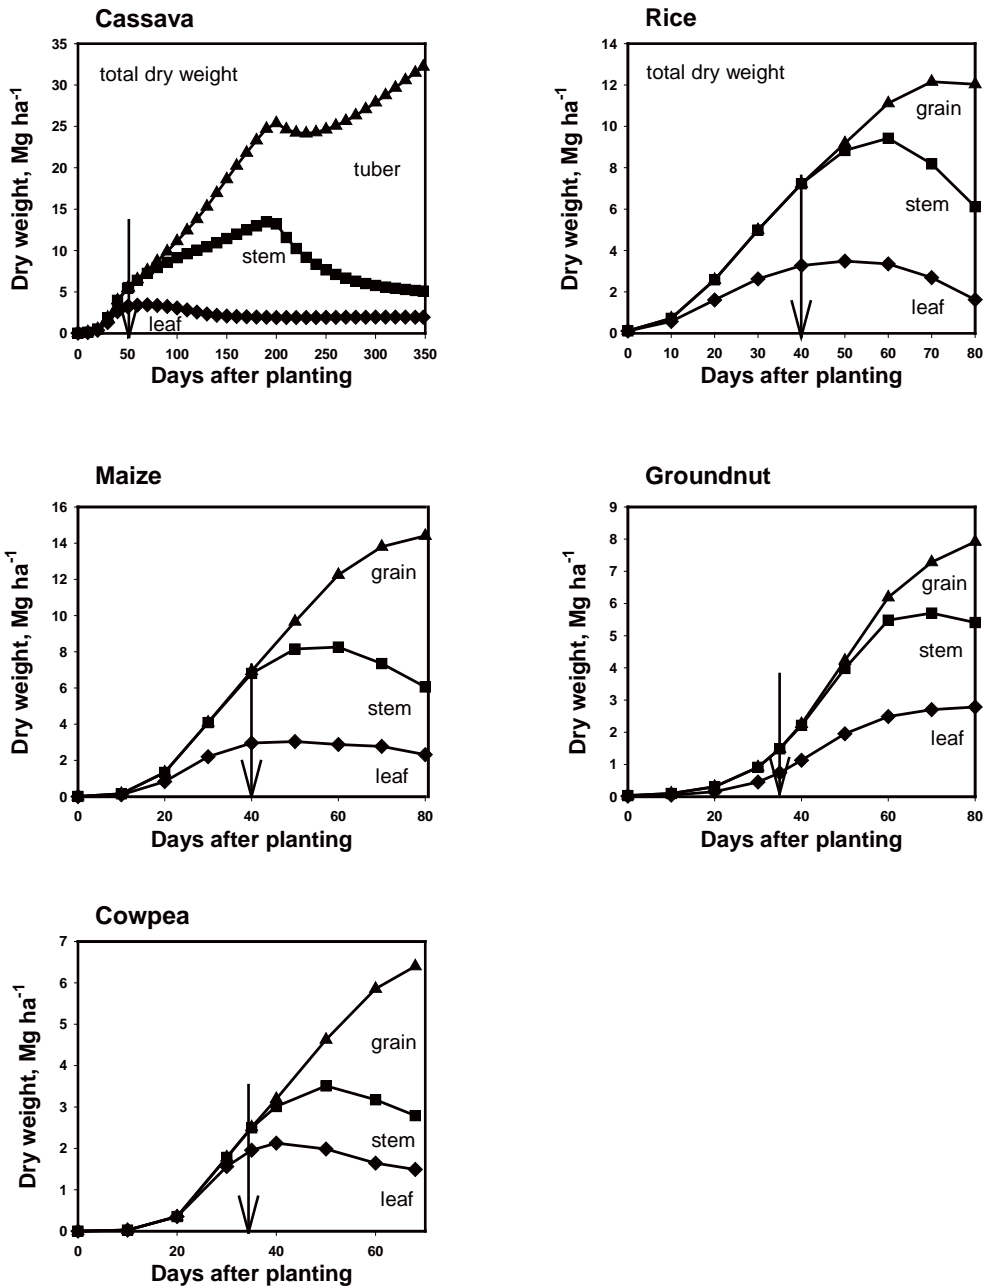 Cassava
35
30
25
20
15
10
5
0
total dry weight
tuber
stem
leaf
0 50 100 150 200 250 300 350
Days after planting
Dry weight, Mg ha-1
Rice
14
12
10
8
6
4
2
0
total dry weight
grain
stem
leaf
0 10 20 30 40 50 60 70 80
Days after planting
Dry weight, Mg ha-1
Maize
16
14
12
10
8
6
4
2
0
grain
stem
leaf
0 20 40 60 80
Days after planting
Dry weight, Mg ha-1
Groundnut
9
8
7
6
5
4
3
2
1
0
grain
stem
leaf
0 10 20 30 40 50 60 70 80
Days after planting
Dry weight, Mg ha-1
Cowpea
7
6
5
4
3
2
1
0
grain
stem
leaf
0 20 40 60
Days after planting
Dry weight, Mg ha-1